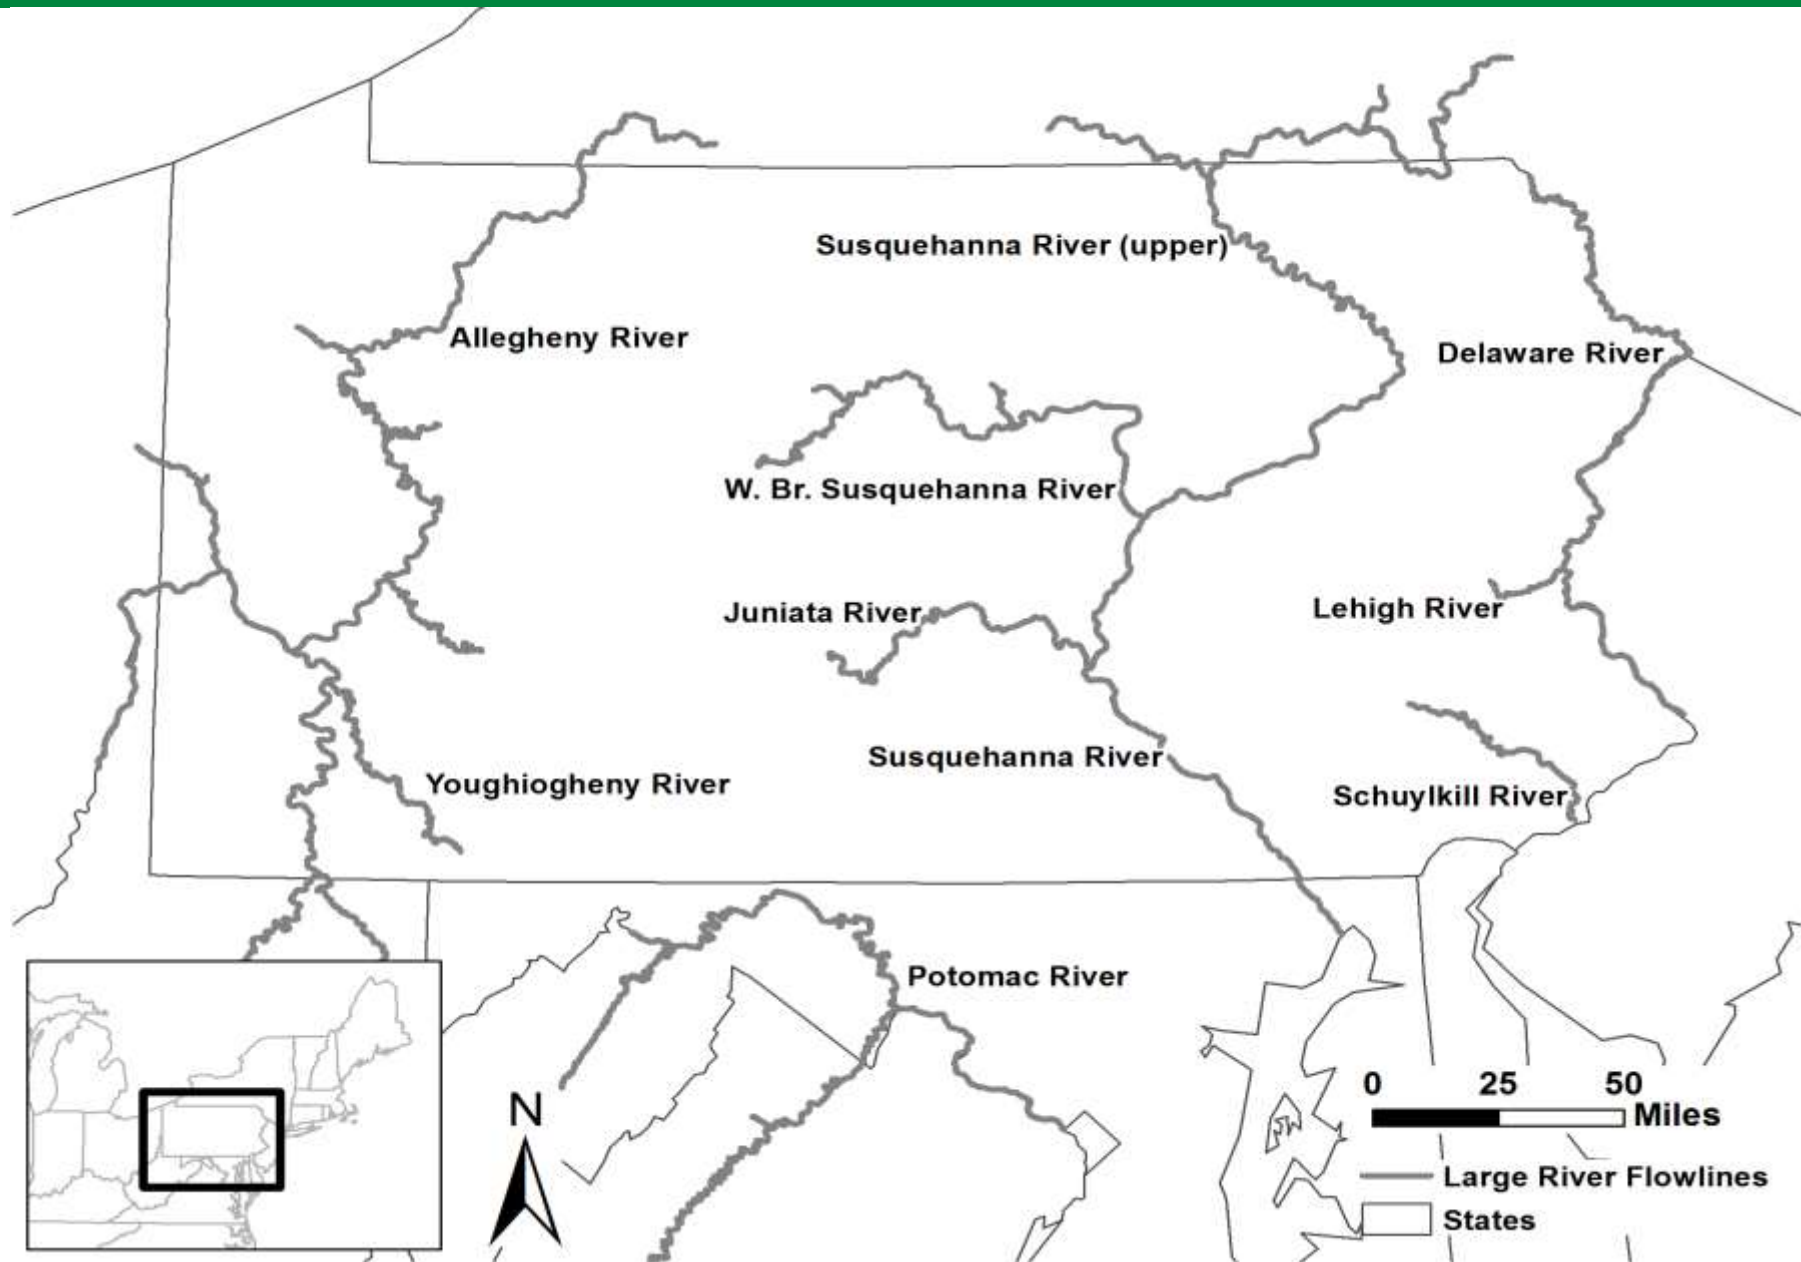 Susquehanna River (upper)
Allegheny River
Delaware River
W. Br. Susquehanna River
Juniata River
Lehigh River
Susquehanna River
Youghiogheny River
Schuylkill River
Potomac River
0 25 50
Miles
N
Large River Flowlines
States